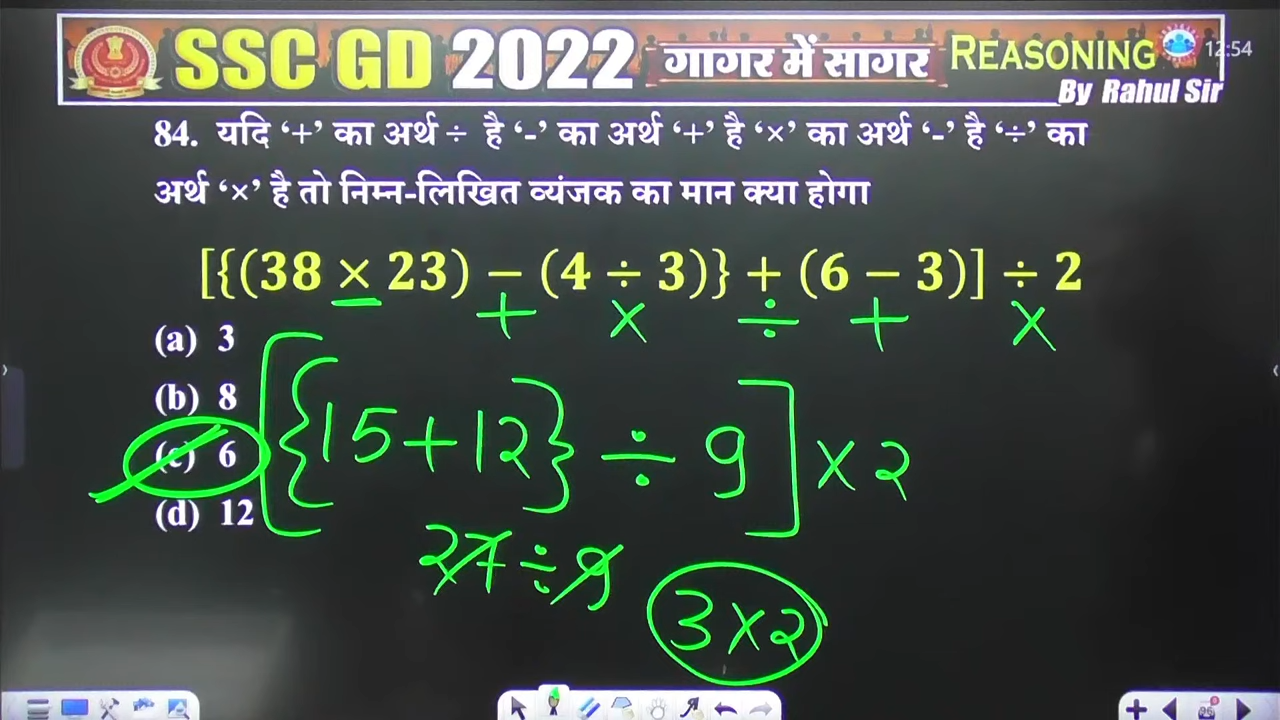 SSC GD 2022 गागर में सागर REASONING 12:54
By Rahul Sir
84. यदि ‘+’ का अर्थ ÷ है ‘-’ का अर्थ ‘+’ है ‘×’ का अर्थ ‘-’ है ‘÷’ का
अर्थ ‘×’ है तो निम्न-लिखित व्यंजक का मान क्या होगा
[{(38 × 23) − (4 ÷ 3)} + (6 − 3)] ÷ 2
+ × ÷ + ×
(a) 3
(b) 8
(c) 6
(d) 12
[{15+12} ÷ 9] × 2
27 ÷ 9
3×2